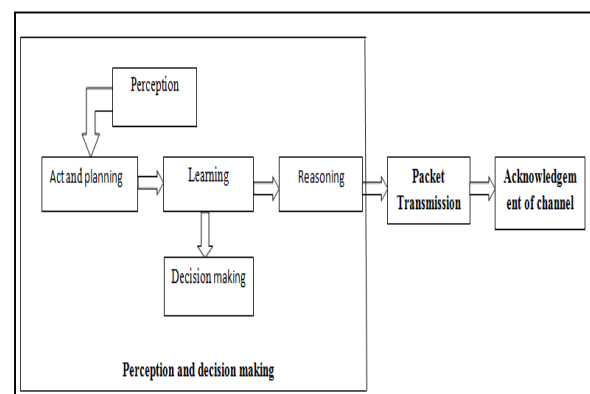 Perception
Act and planning
Learning
Reasoning
Packet
Transmission
Acknowledgem
ent of channel
Decision making
Perception and decision making